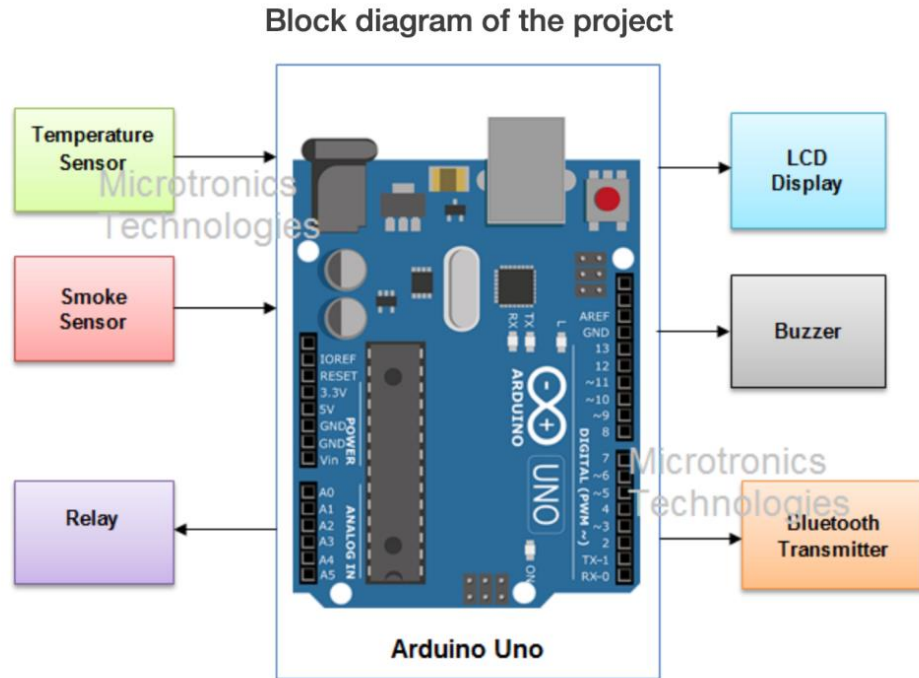 Block diagram of the project
Temperature
Sensor
Smoke
Sensor
Relay
Microtronics
Technologies
IOREF
RESET
3.3V
5V
GND
GND
Vin
POWER
A0
A1
A2
A3
A4
A5
ANALOG IN
RX
TX
L
ARDUINO
UNO
ON
AREF
GND
13
12
~11
~10
~9
8
7
~6
~5
4
~3
2
TX-1
RX-0
DIGITAL (PWM ~)
Arduino Uno
LCD
Display
Buzzer
Microtronics
Technologies
Bluetooth
Transmitter